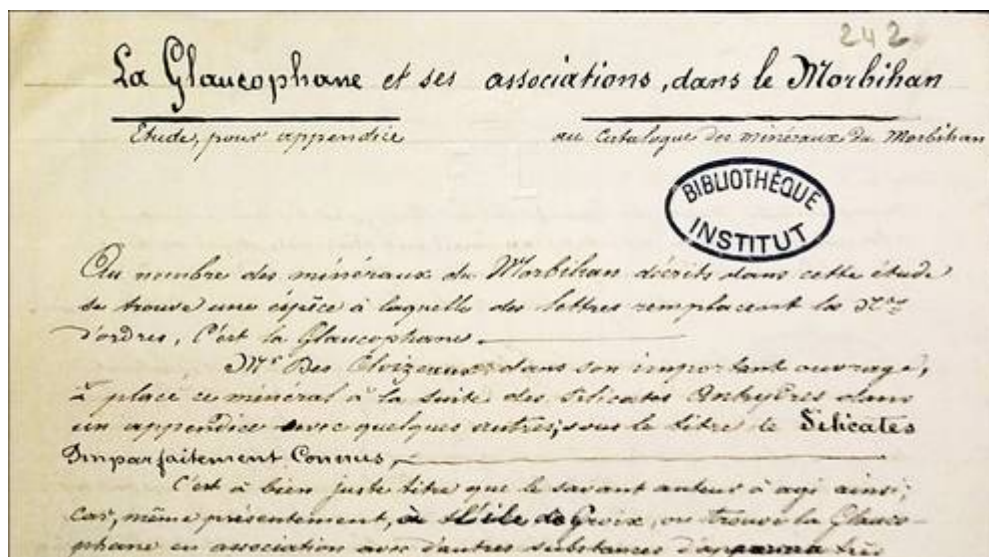 242
La Glaucophane et ses associations, dans le Morbihan
Etude, pour appendice au Catalogue des minéraux du Morbihan
BIBLIOTHÈQUE
INSTITUT
Au nombre des minéraux du Morbihan décrits dans cette étude
se trouve une espèce à laquelle des lettres remplacent les Nos
d'ordres, C'est la Glaucophane.
Mr Des Cloizeaux, dans son important ouvrage,
à placé ce minéral à la suite des Silicates Anhydres dans
un appendice avec quelques autres, sous le titre de Silicates
Imparfaitement Connus,
C'est à bien juste titre que le savant auteur à agi ainsi;
car, même présentement, à l'île de Groix, on trouve la Glauco-
phane en association avec d'autres substances d'apparence